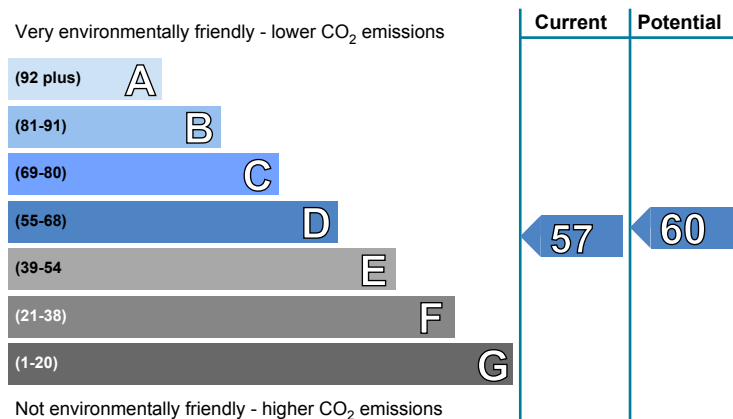 Very environmentally friendly - lower CO₂ emissions
Current
Potential
(92 plus) A
(81-91) B
(69-80) C
(55-68) D
(39-54 E
(21-38) F
(1-20) G
57
60
Not environmentally friendly - higher CO₂ emissions